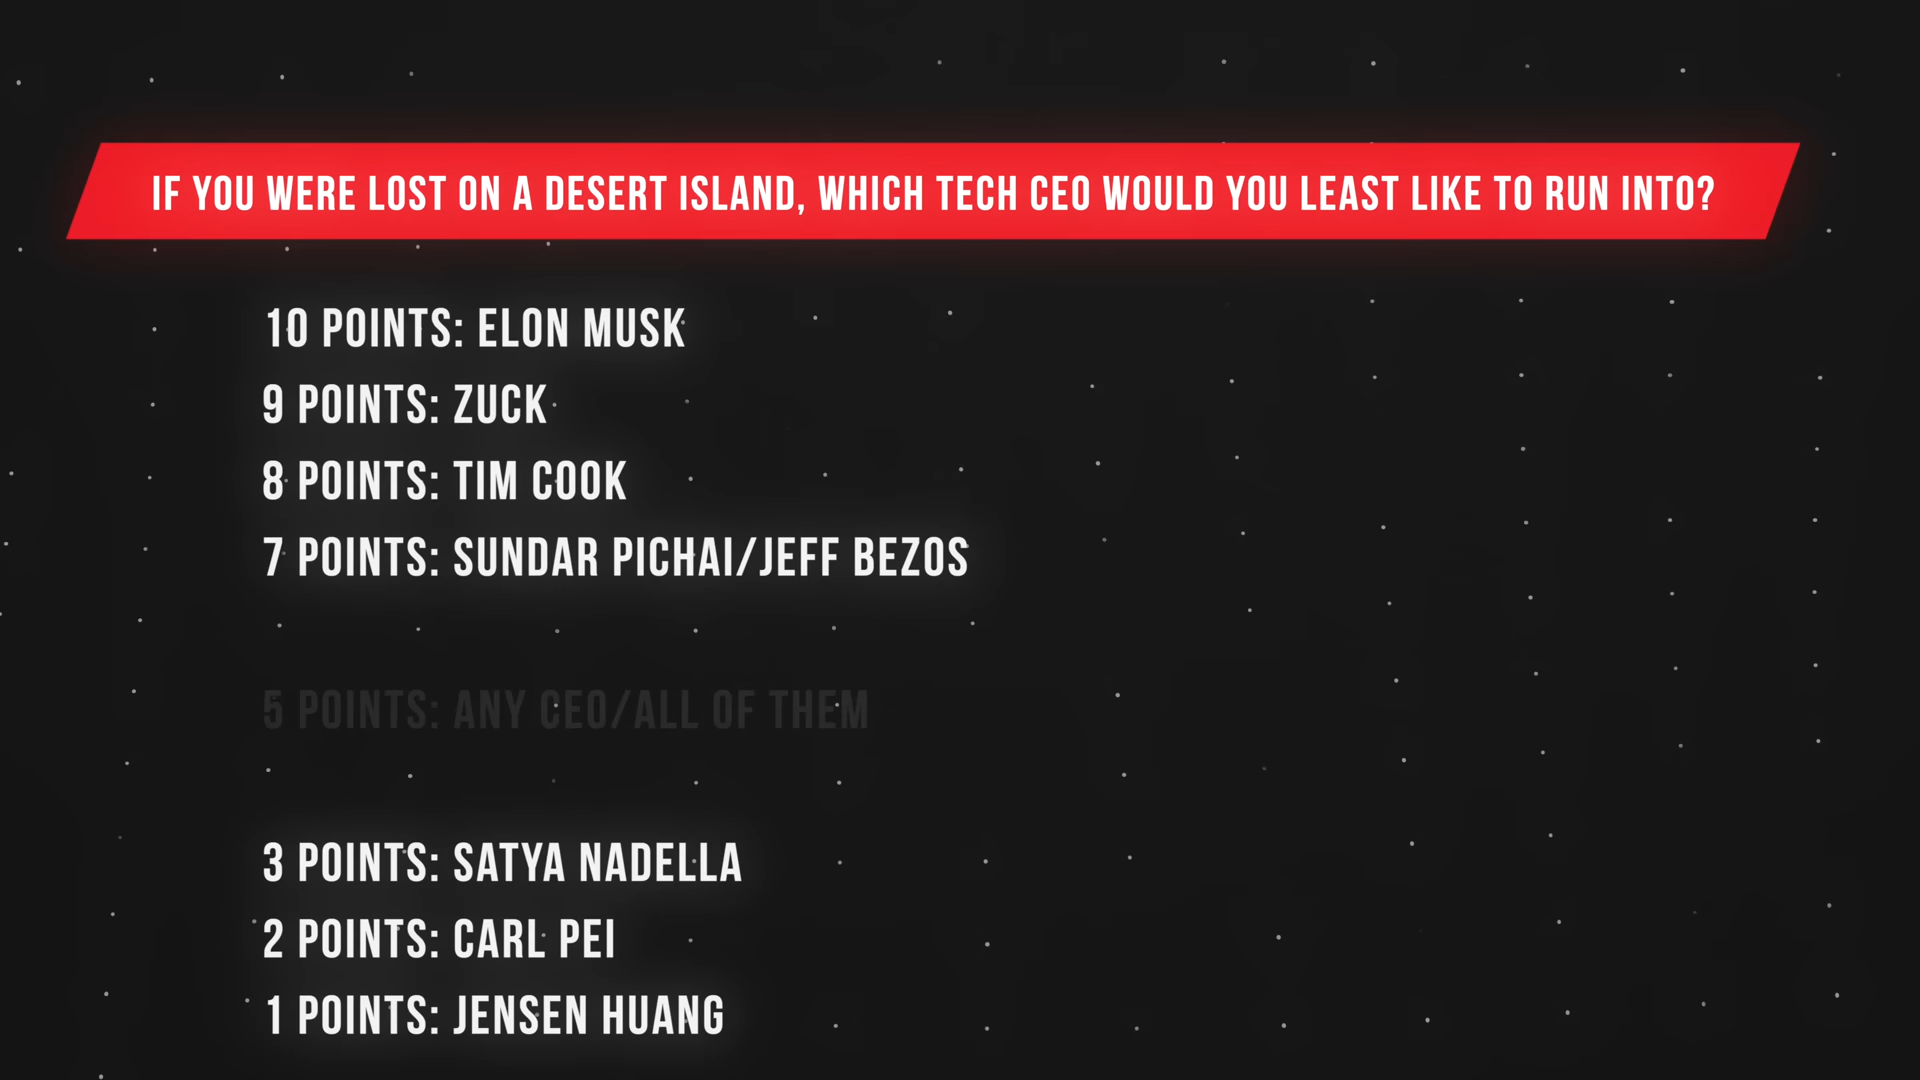 IF YOU WERE LOST ON A DESERT ISLAND, WHICH TECH CEO WOULD YOU LEAST LIKE TO RUN INTO?
10 POINTS: ELON MUSK
9 POINTS: ZUCK
8 POINTS: TIM COOK
7 POINTS: SUNDAR PICHAI/JEFF BEZOS
5 POINTS: ANY CEO/ALL OF THEM
3 POINTS: SATYA NADELLA
2 POINTS: CARL PEI
1 POINTS: JENSEN HUANG